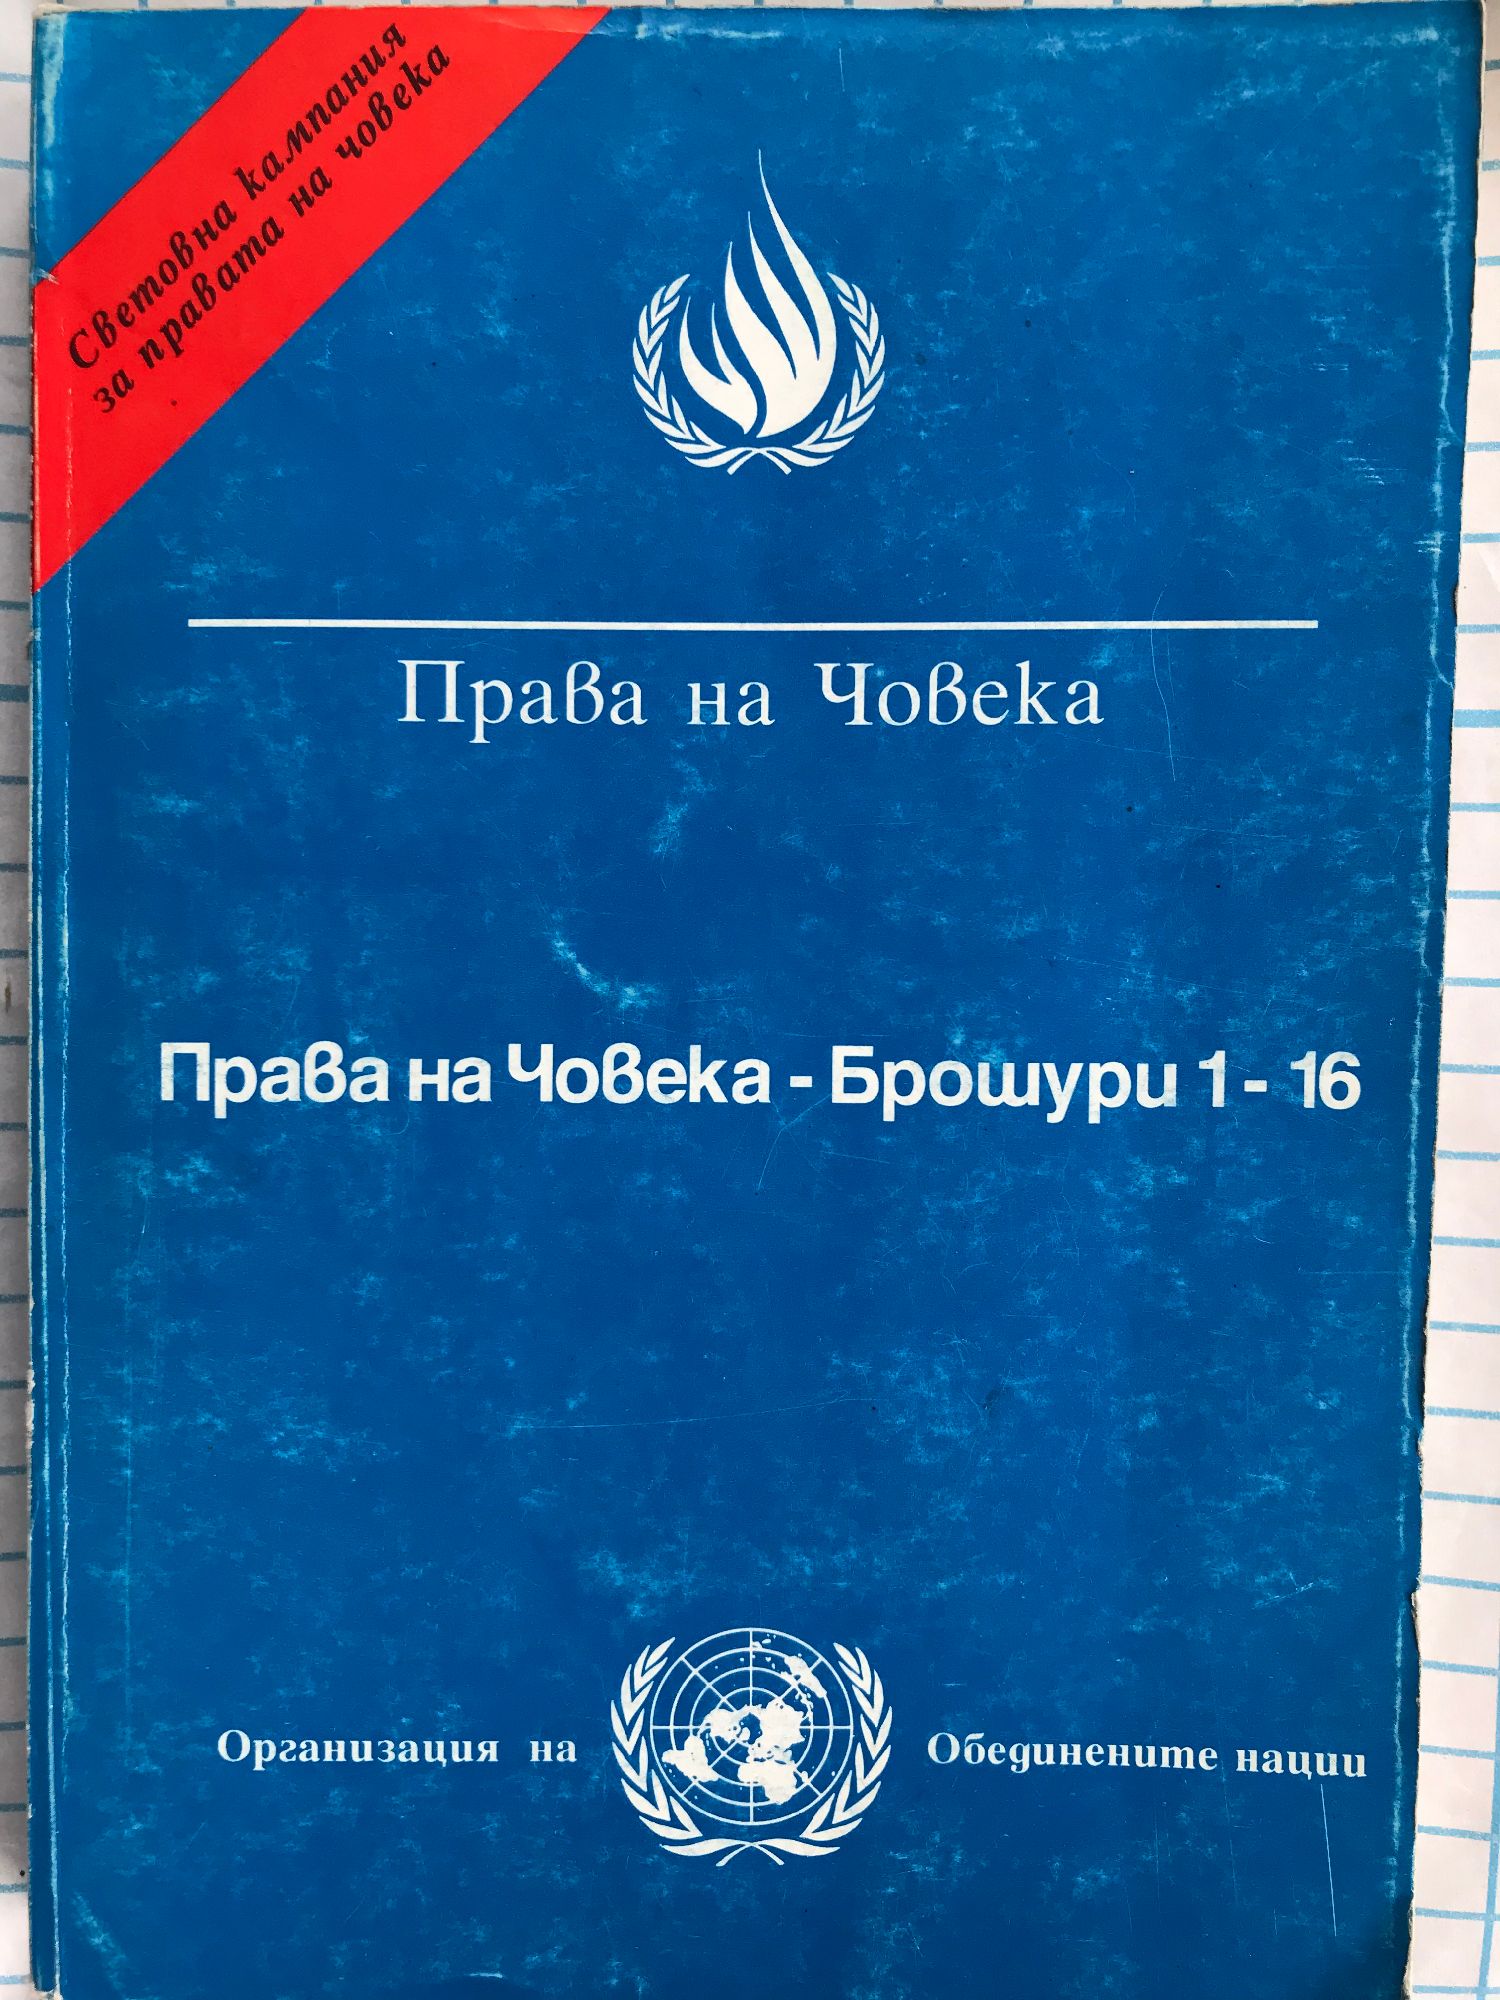 Световна кампания
за правата на човека
Права на Човека
Права на Човека - Брошури 1 - 16
Организация на Обединените нации